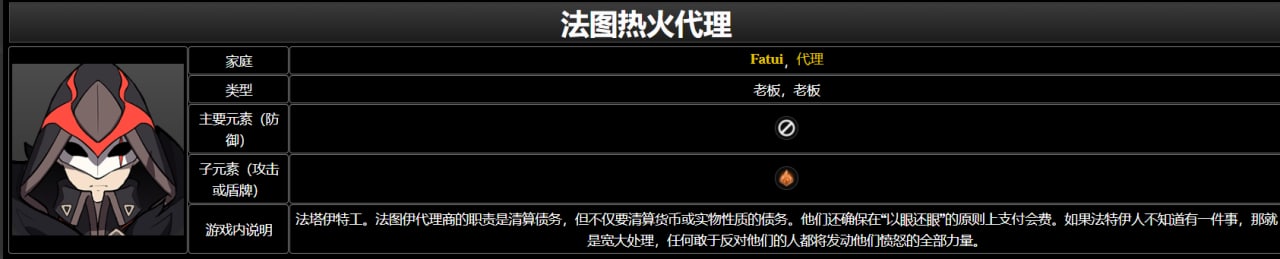 法图热火代理
家庭
Fatui，代理
类型
老板，老板
主要元素（防
御）
子元素（攻击
或盾牌）
游戏内说明
法塔伊特工。法图伊代理商的职责是清算债务，但不仅要清算货币或实物性质的债务。他们还确保在“以眼还眼”的原则上支付会费。如果法特伊人不知道有一件事，那就
是宽大处理，任何敢于反对他们的人都将发动他们愤怒的全部力量。